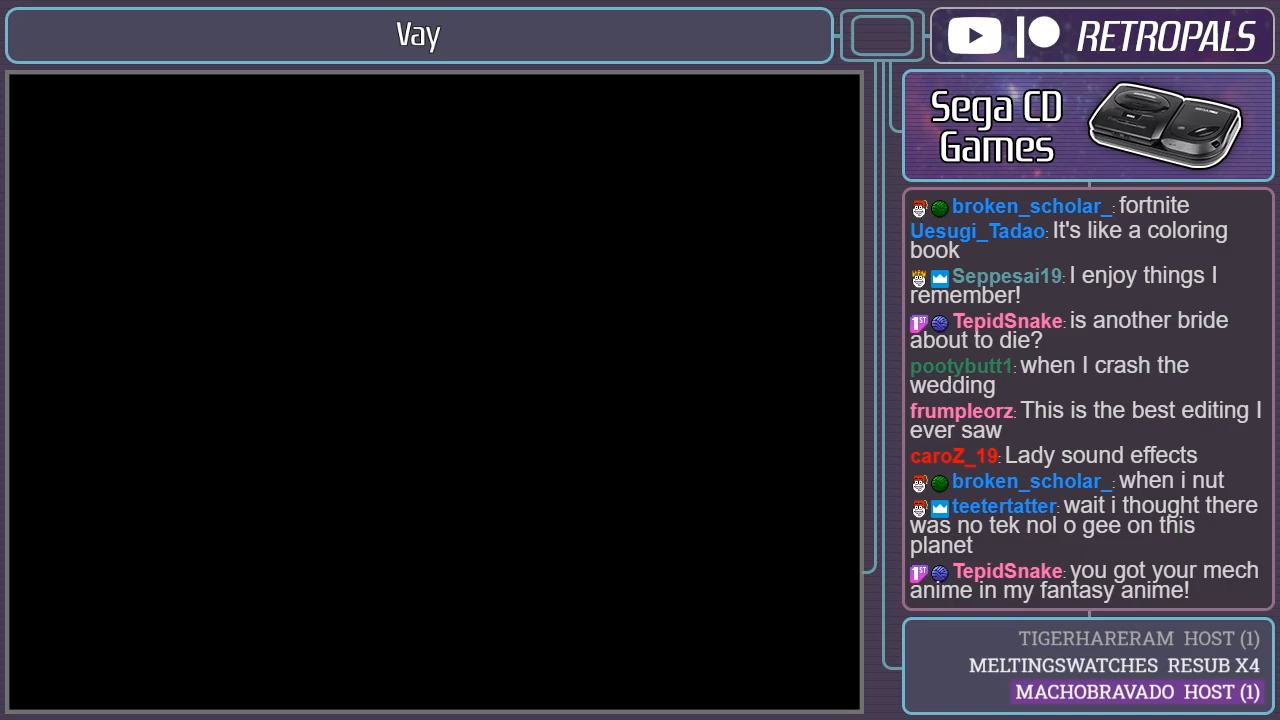 Vay
RETROPALS
Sega CD
Games
broken_scholar_: fortnite
Uesugi_Tadao: It's like a coloring
book
Seppesai19: I enjoy things I
remember!
1ST TepidSnake: is another bride
about to die?
pootybutt1: when I crash the
wedding
frumpleorz: This is the best editing I
ever saw
caroZ_19: Lady sound effects
broken_scholar_: when i nut
teetertatter: wait i thought there
was no tek nol o gee on this
planet
1ST TepidSnake: you got your mech
anime in my fantasy anime!
TIGERHARERAM HOST (1)
MELTINGSWATCHES RESUB X4
MACHOBRAVADO HOST (1)